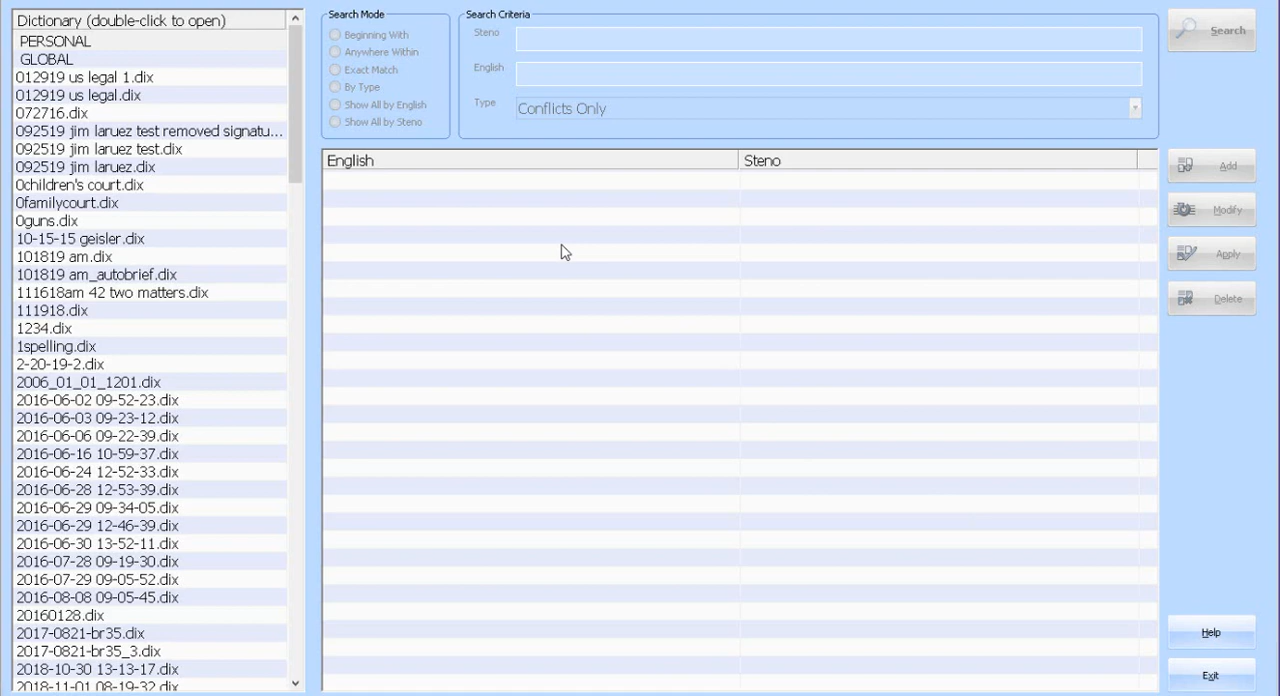 Dictionary (double-click to open)
PERSONAL
GLOBAL
012919 us legal 1.dix
012919 us legal.dix
072716.dix
092519 jim laruez test removed signatu...
092519 jim laruez test.dix
092519 jim laruez.dix
0children's court.dix
0familycourt.dix
0guns.dix
10-15-15 geisler.dix
101819 am.dix
101819 am_autobrief.dix
111618am 42 two matters.dix
111918.dix
1234.dix
1spelling.dix
2-20-19-2.dix
2006_01_01_1201.dix
2016-06-02 09-52-23.dix
2016-06-03 09-23-12.dix
2016-06-06 09-22-39.dix
2016-06-16 10-59-37.dix
2016-06-24 12-52-33.dix
2016-06-28 12-53-39.dix
2016-06-29 09-34-05.dix
2016-06-29 12-46-39.dix
2016-06-30 13-52-11.dix
2016-07-28 09-19-30.dix
2016-07-29 09-05-52.dix
2016-08-08 09-05-45.dix
20160128.dix
2017-0821-br35.dix
2017-0821-br35_3.dix
2018-10-30 13-13-17.dix
2018-11-01 08-19-32.dix
Search Mode
Beginning With
Anywhere Within
Exact Match
By Type
Show All by English
Show All by Steno
Search Criteria
Steno
English
Type
Conflicts Only
English
Steno
Search
Add
Modify
Apply
Delete
Help
Exit